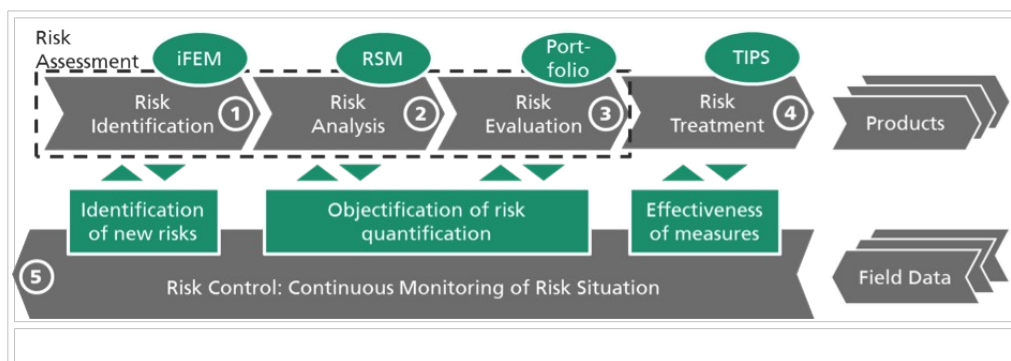 Risk
Assessment
iFEM
RSM
Port-
folio
TIPS
Risk
Identification
1
Risk
Analysis
2
Risk
Evaluation
3
Risk
Treatment
4
Products
Identification
of new risks
Objectification of risk
quantification
Effectiveness
of measures
5
Risk Control: Continuous Monitoring of Risk Situation
Field Data